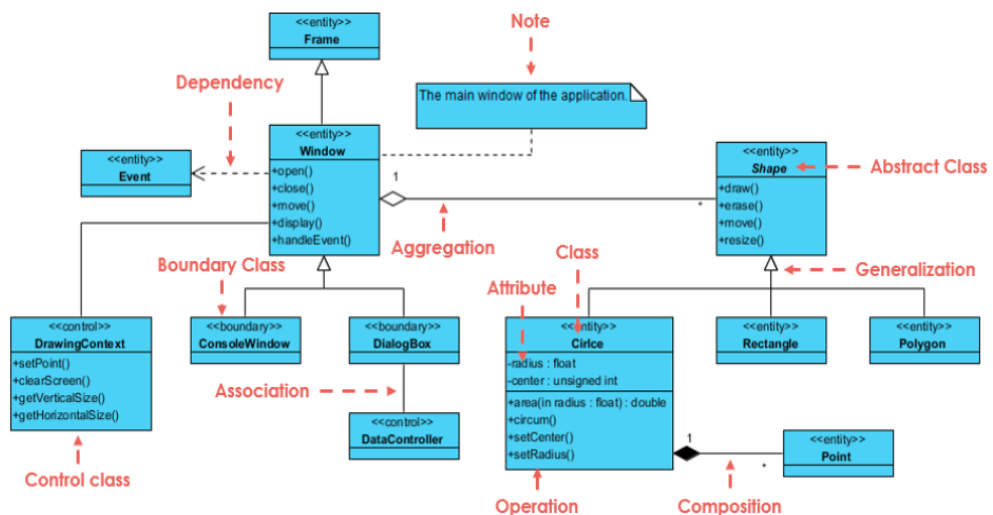 <<entity>>
Frame
Note
Dependency
The main window of the application.
<<entity>>
Window
+open()
+close()
+move()
+display()
+handleEvent()
<<entity>>
Event
1
*
Aggregation
<<entity>>
Shape
+draw()
+erase()
+move()
+resize()
Abstract Class
Boundary Class
Class
Attribute
Generalization
<<control>>
DrawingContext
+setPoint()
+clearScreen()
+getVerticalSize()
+getHorizontalSize()
<<boundary>>
ConsoleWindow
<<boundary>>
DialogBox
Association
<<control>>
DataController
<<entity>>
Cirlce
-radius : float
-center : unsigned int
+area(in radius : float) : double
+circum()
+setCenter()
+setRadius()
<<entity>>
Rectangle
<<entity>>
Polygon
1
*
<<entity>>
Point
Control class
Operation
Composition